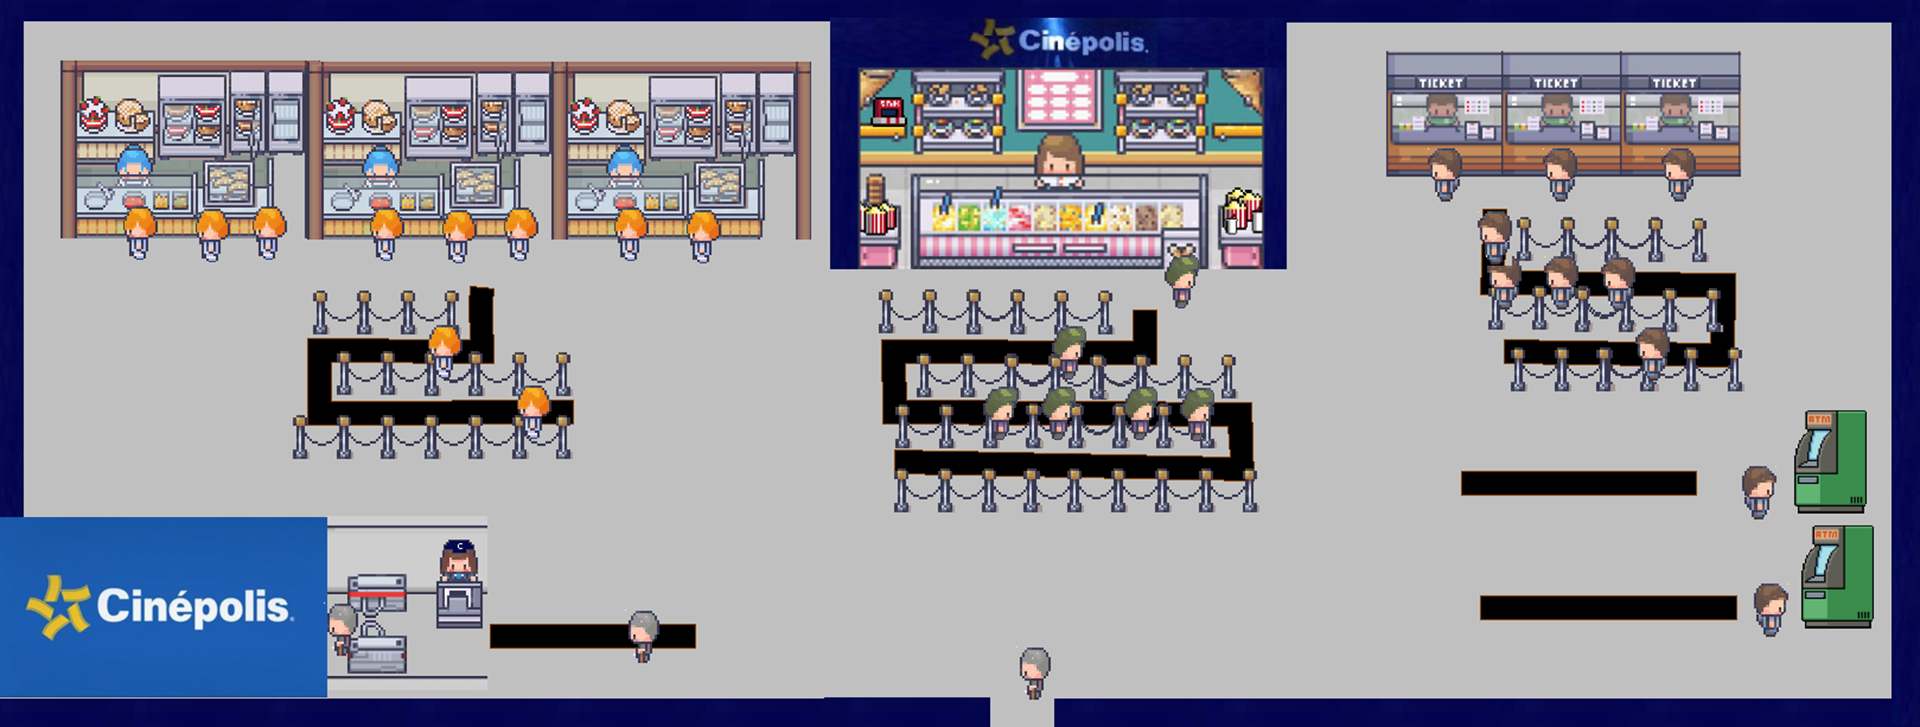 Cinépolis.
TICKET TICKET TICKET
ATM
ATM
C
Cinépolis.